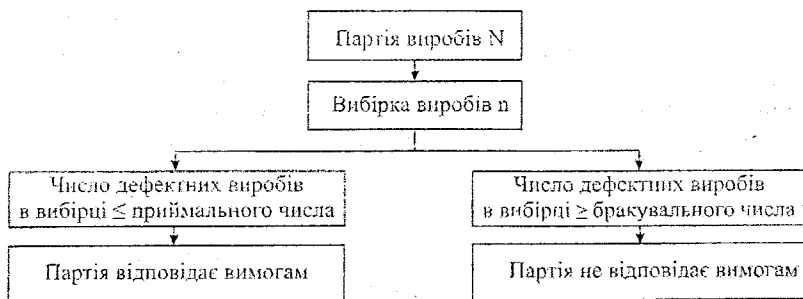 Партія виробів N
Вибірка виробів n
Число дефектних виробів
в вибірці ≤ приймального числа
Число дефектних виробів
в вибірці ≥ бракувального числа
Партія відповідає вимогам
Партія не відповідає вимогам